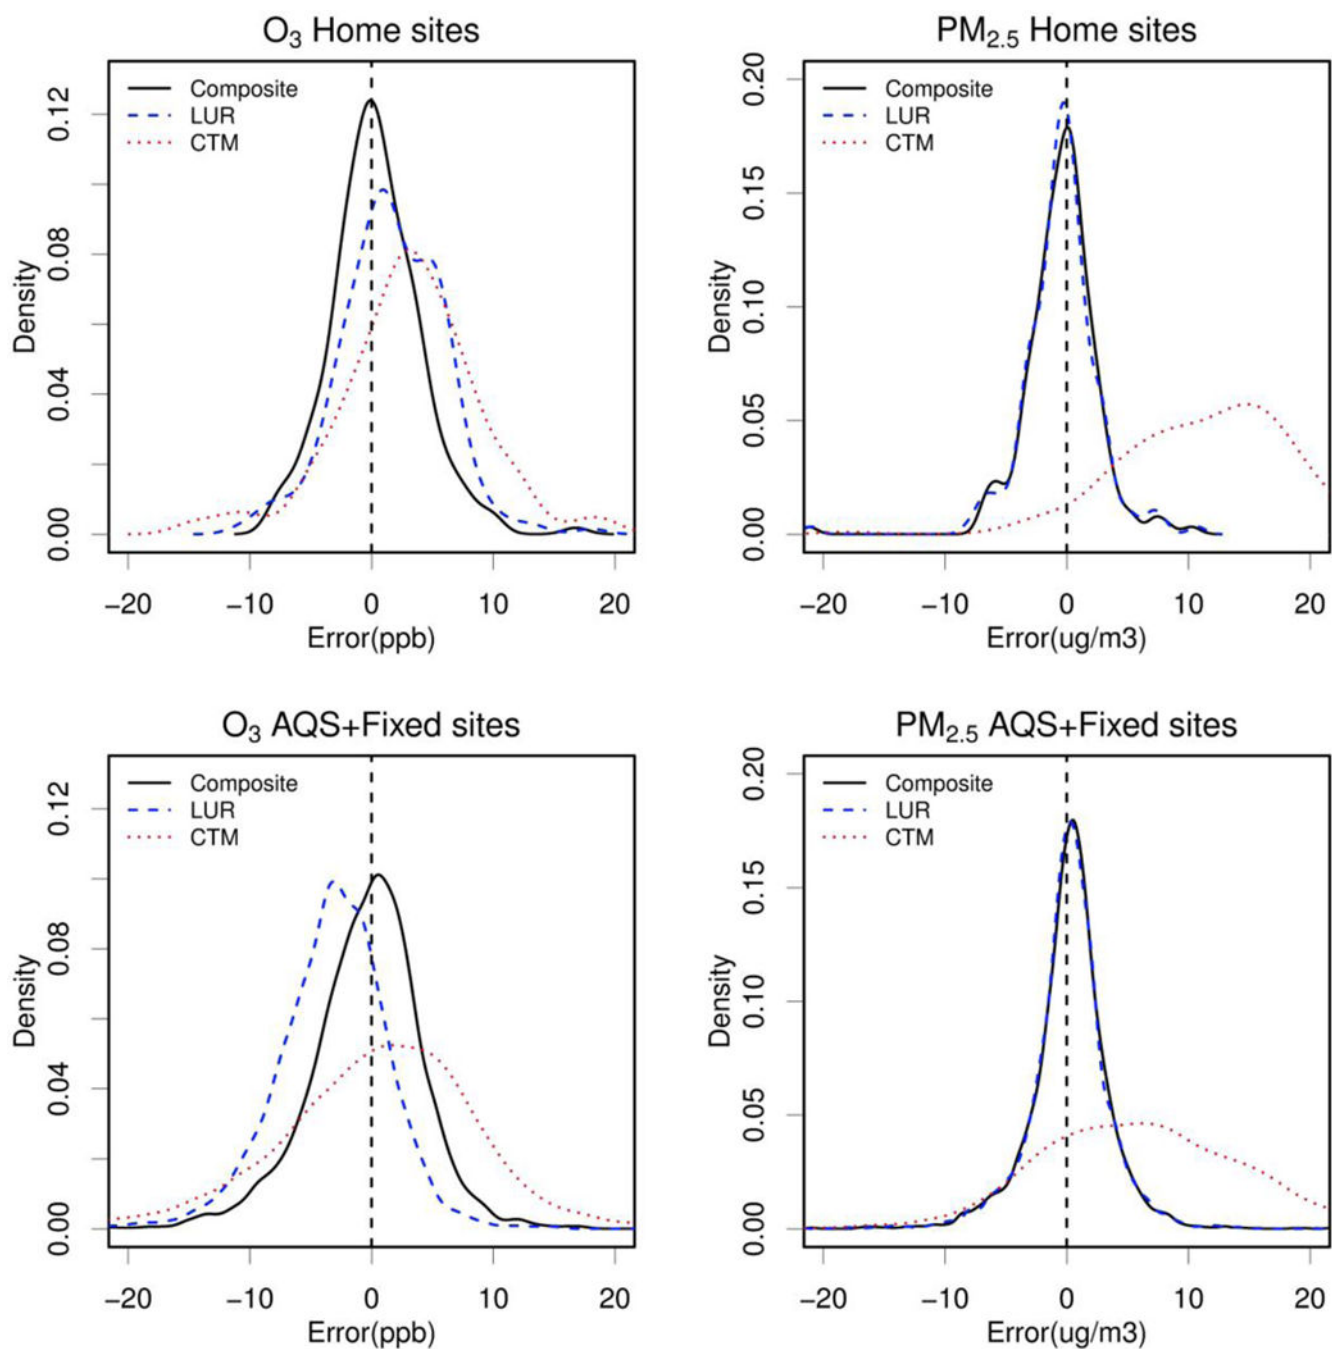 O₃ Home sites
Composite
LUR
CTM
Density
0.00
0.04
0.08
0.12
−20 −10 0 10 20
Error(ppb)
PM₂.₅ Home sites
Composite
LUR
CTM
Density
0.00
0.05
0.10
0.15
0.20
−20 −10 0 10 20
Error(ug/m3)
O₃ AQS+Fixed sites
Composite
LUR
CTM
Density
0.00
0.04
0.08
0.12
−20 −10 0 10 20
Error(ppb)
PM₂.₅ AQS+Fixed sites
Composite
LUR
CTM
Density
0.00
0.05
0.10
0.15
0.20
−20 −10 0 10 20
Error(ug/m3)